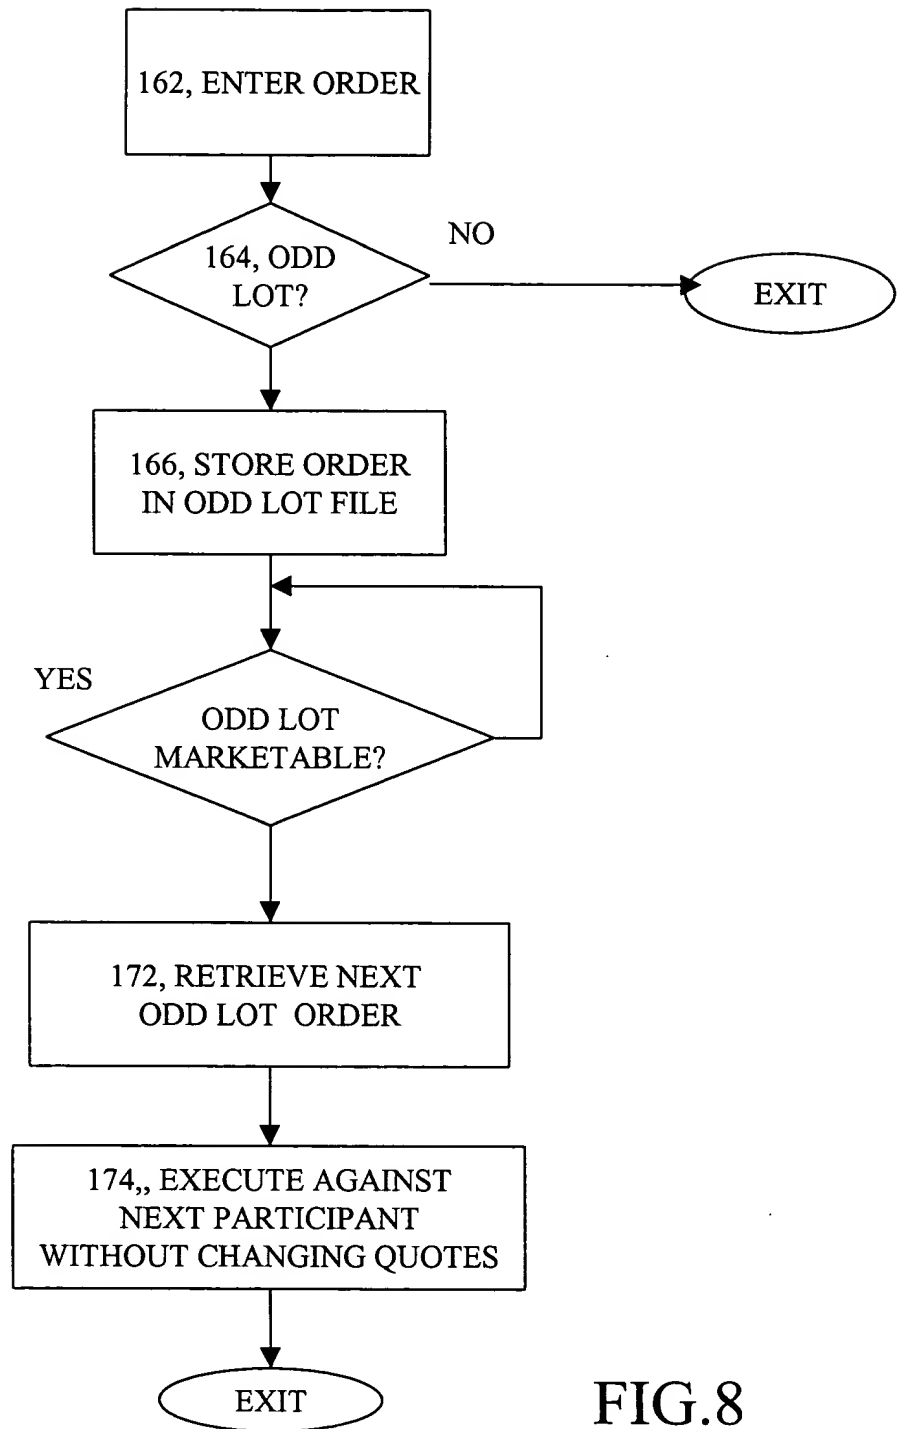 162, ENTER ORDER
NO
164, ODD
LOT?
EXIT
166, STORE ORDER
IN ODD LOT FILE
YES
ODD LOT
MARKETABLE?
172, RETRIEVE NEXT
ODD LOT ORDER
174,, EXECUTE AGAINST
NEXT PARTICIPANT
WITHOUT CHANGING QUOTES
EXIT
FIG.8